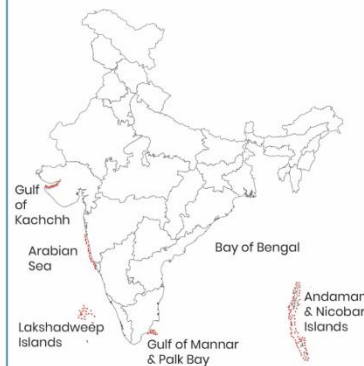 Gulf
of
Kachchh
Arabian
Sea
Bay of Bengal
Andaman
& Nicobar
Islands
Lakshadweep
Islands
Gulf of Mannar
& Palk Bay